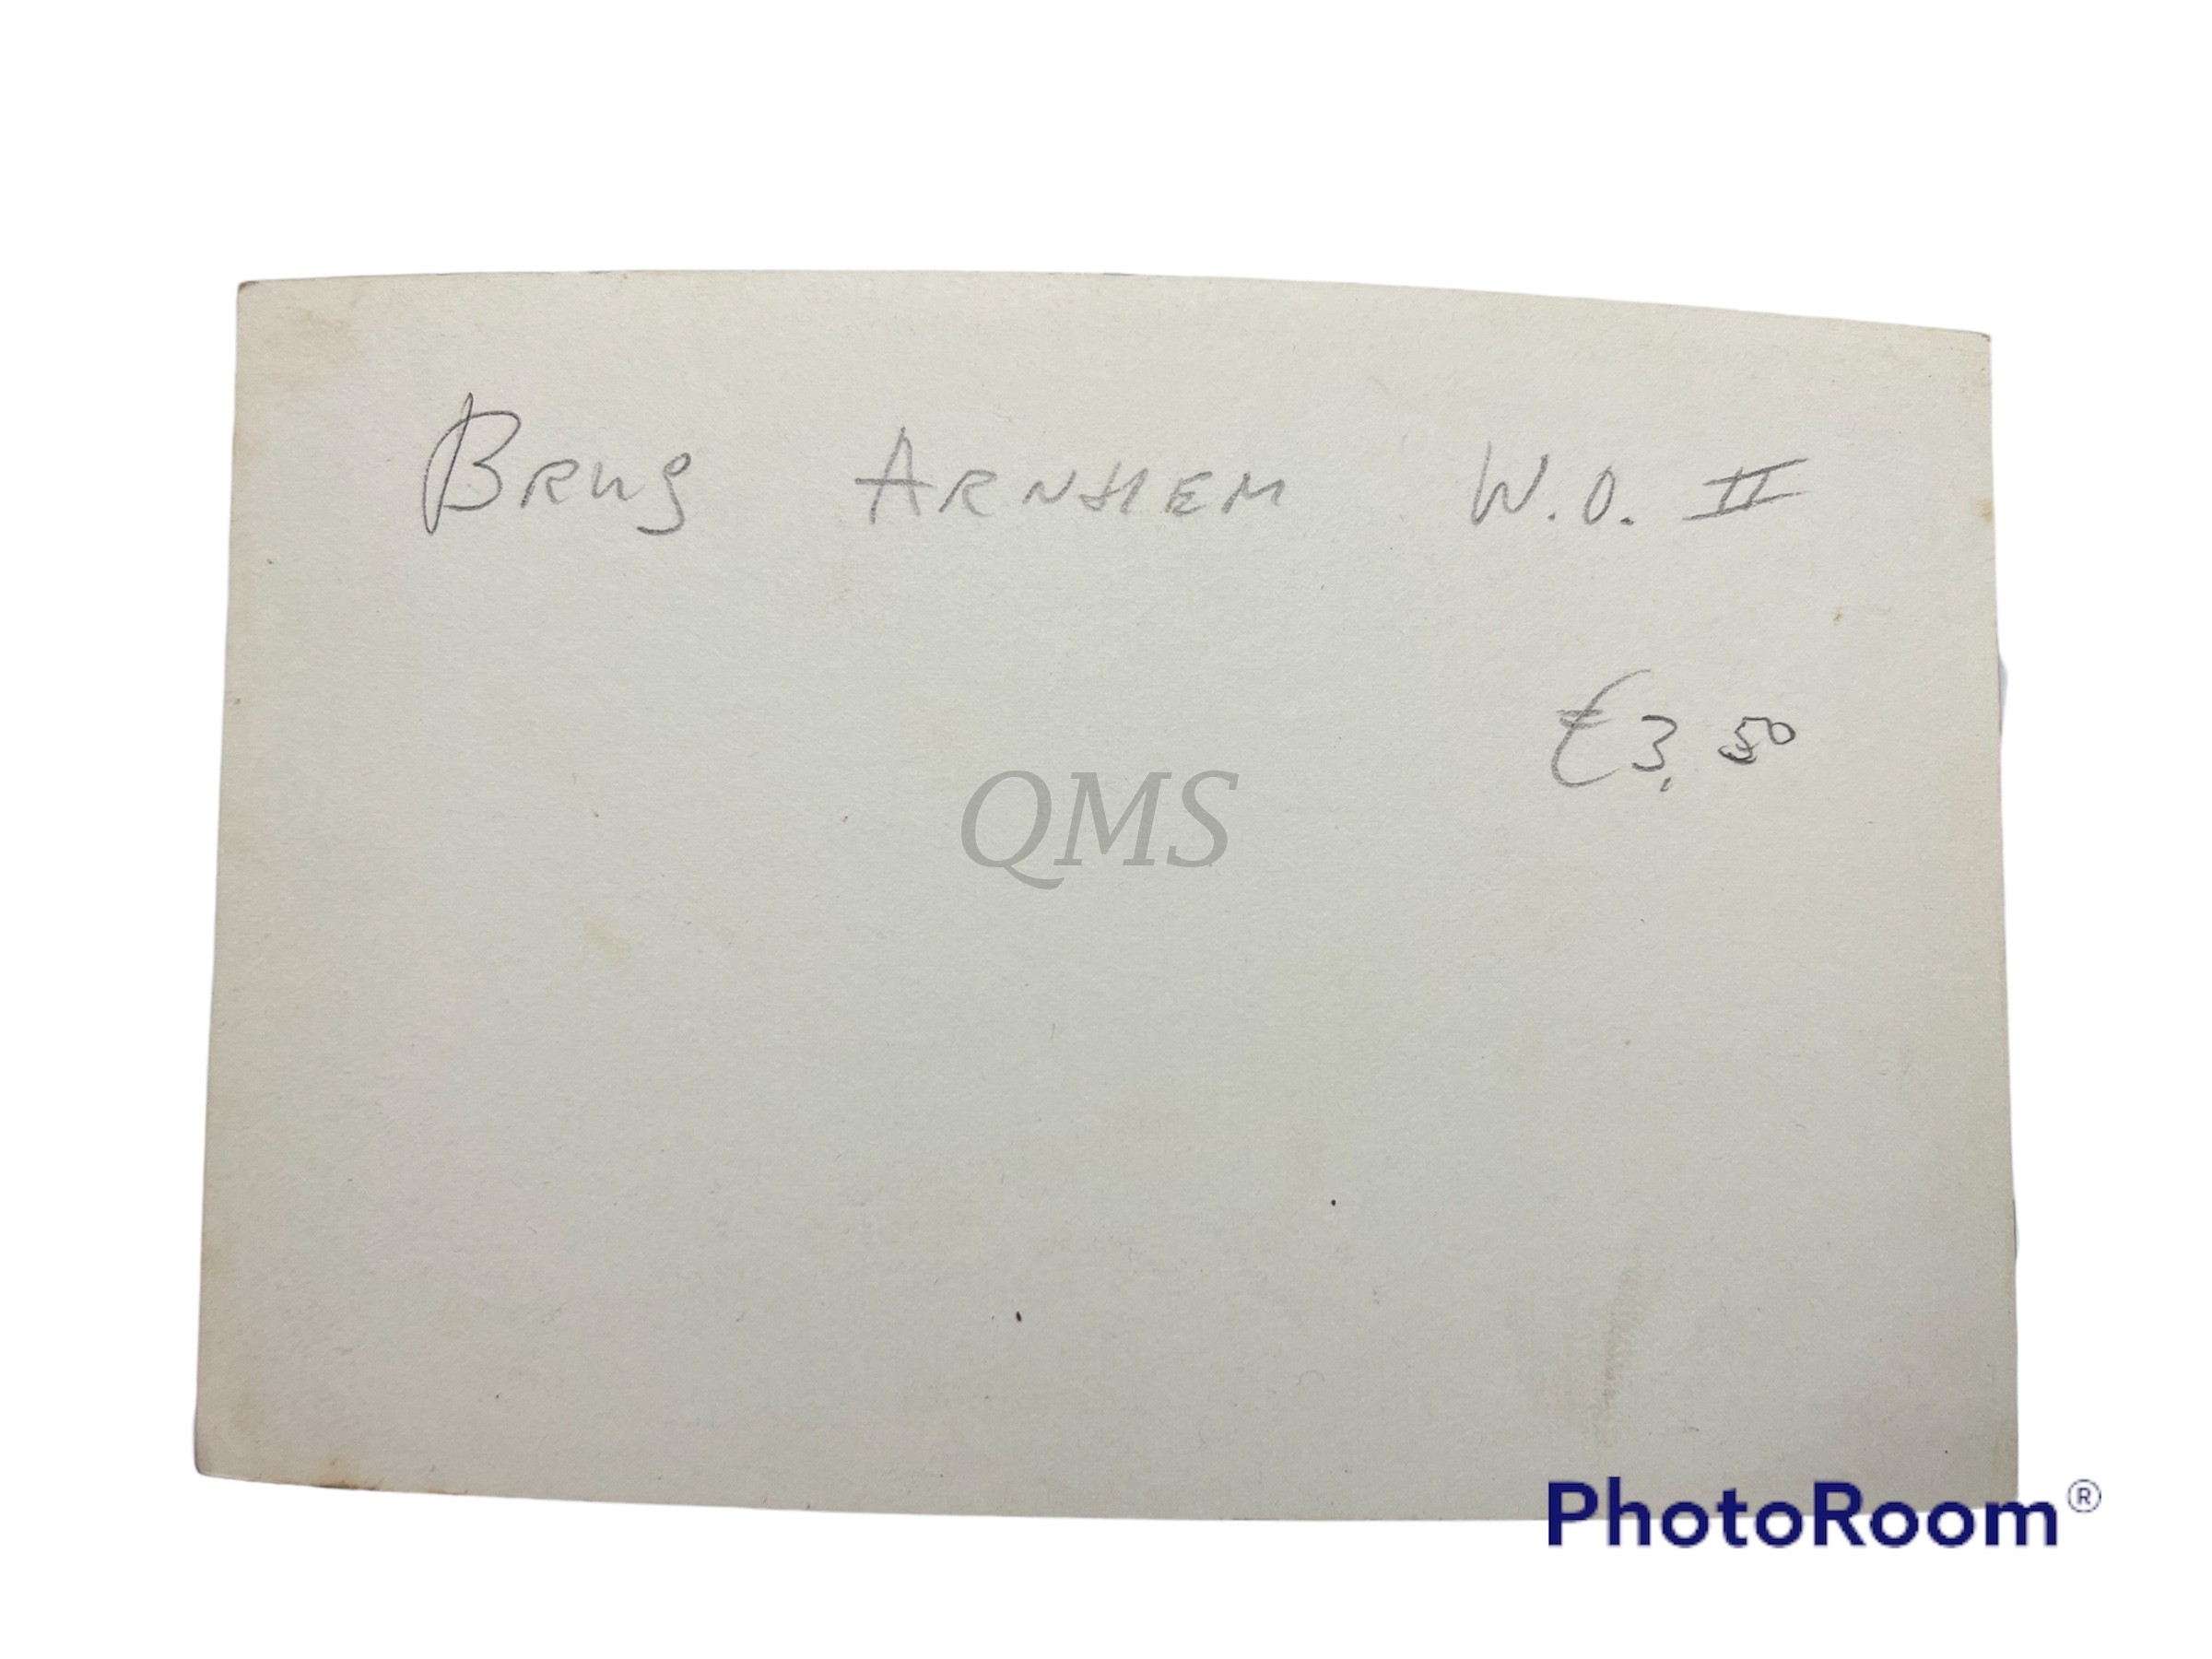 Brug Arnhem W.O. II
€3,50
QMS
PhotoRoom®